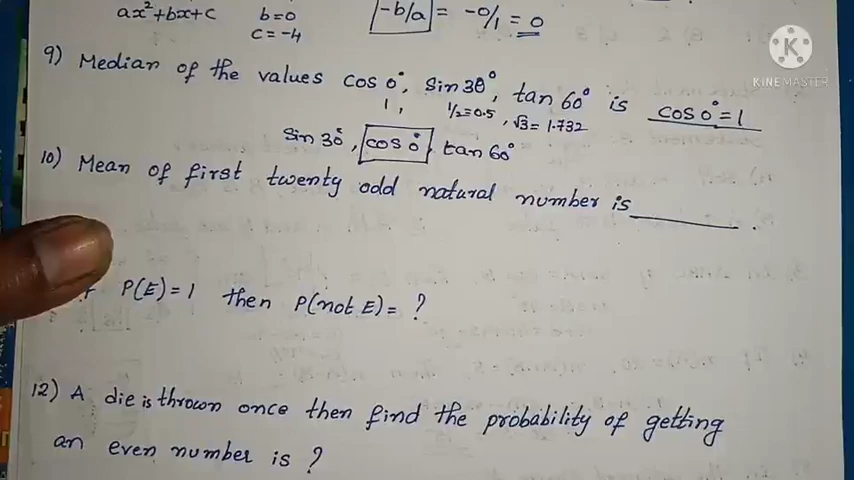 ax²+bx+c b=0 -b/a = -0/1 = 0
c=-4
9) Median of the values cos 0°, sin 30°, tan 60° is cos 0°=1
1, 1/2=0.5, √3=1.732
sin 30°, cos 0°, tan 60°
10) Mean of first twenty odd natural number is ______.
P(E)=1 then P(not E)= ?
12) A die is thrown once then find the probability of getting
an even number is ?
K
KINEMASTER